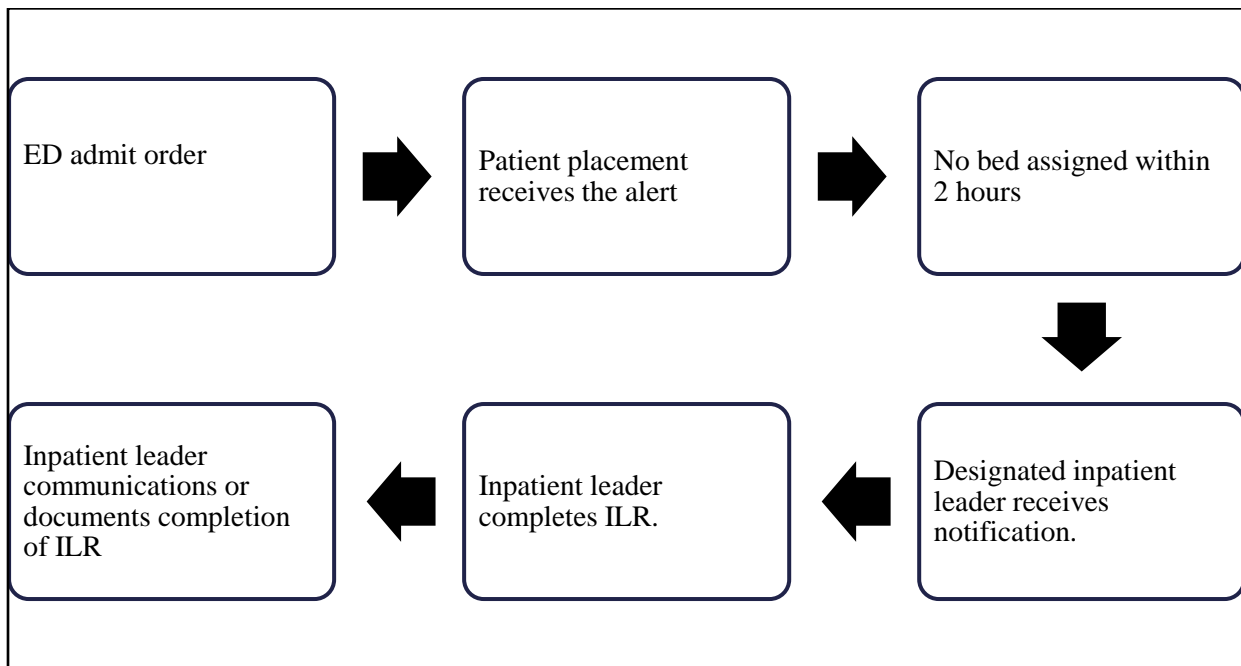 ED admit order
Patient placement
receives the alert
No bed assigned within
2 hours
Designated inpatient
leader receives
notification.
Inpatient leader
completes ILR.
Inpatient leader
communications or
documents completion
of ILR